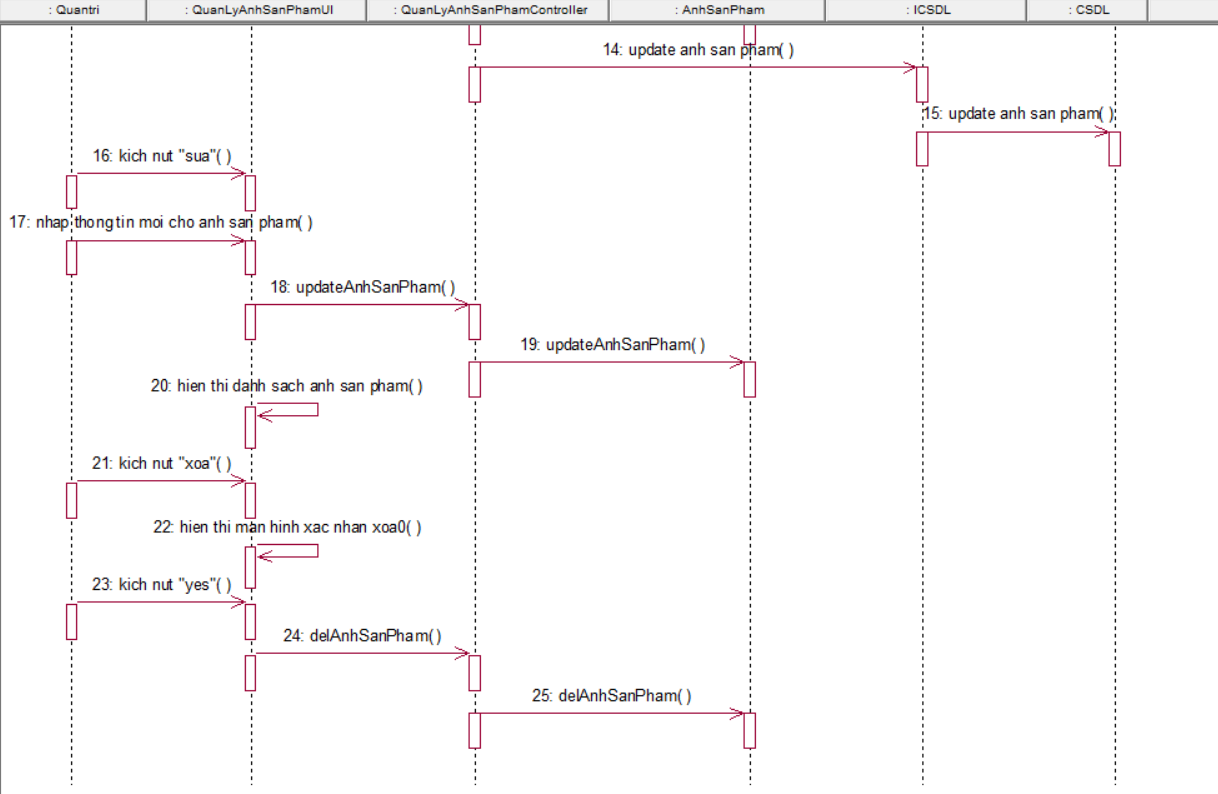 : Quantri
: QuanLyAnhSanPhamUI
: QuanLyAnhSanPhamController
: AnhSanPham
: ICSDL
: CSDL
14: update anh san pham( )
15: update anh san pham( )
16: kich nut "sua"( )
17: nhap thong tin moi cho anh san pham( )
18: updateAnhSanPham( )
19: updateAnhSanPham( )
20: hien thi danh sach anh san pham( )
21: kich nut "xoa"( )
22: hien thi man hinh xac nhan xoa0( )
23: kich nut "yes"( )
24: delAnhSanPham( )
25: delAnhSanPham( )